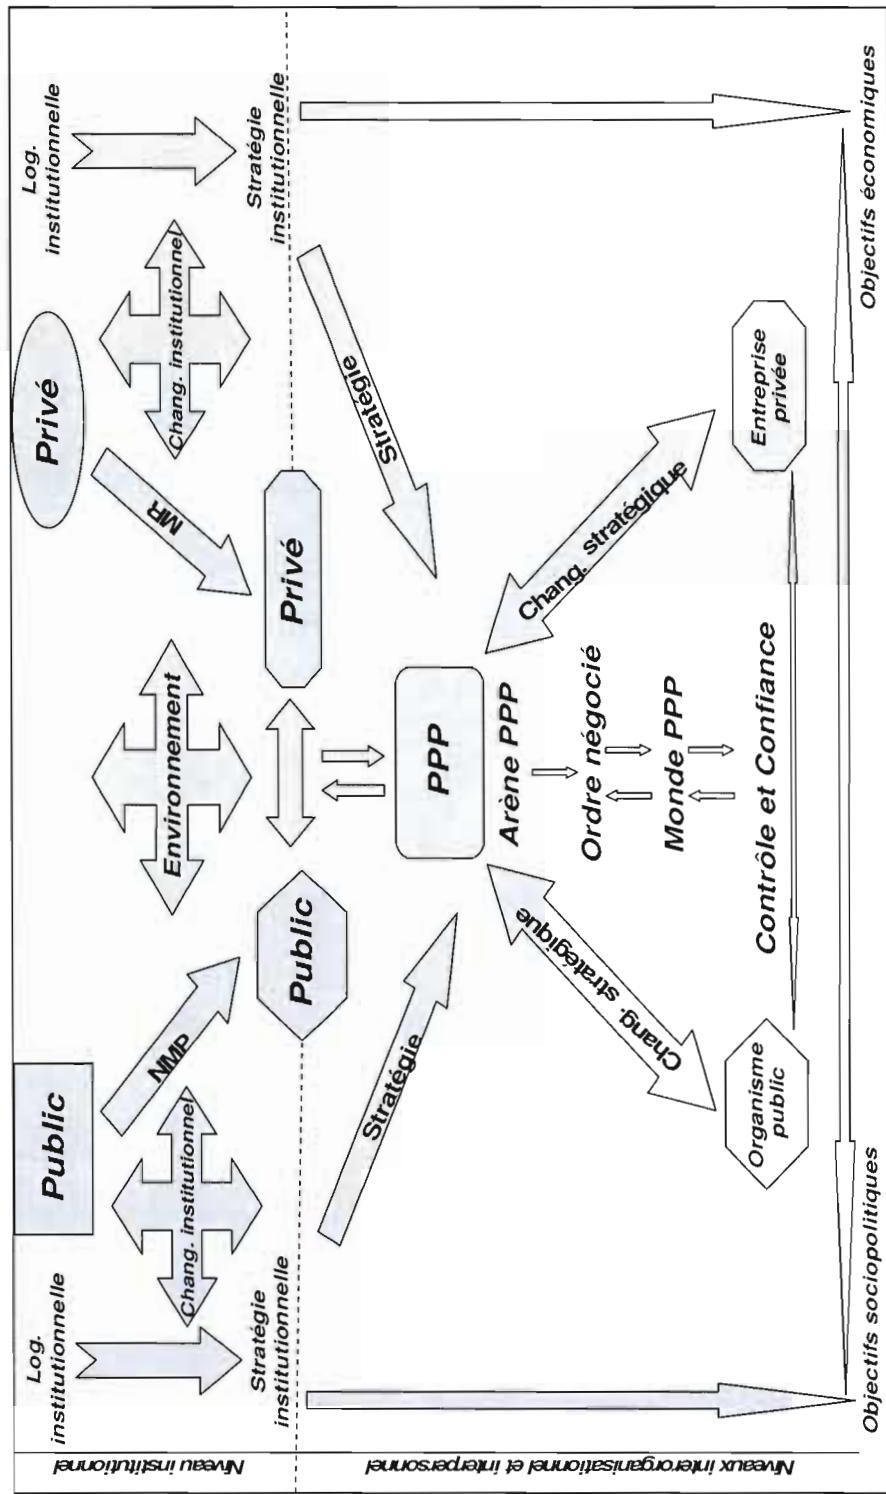 Niveau institutionnel
Niveaux interorganisationnel et interpersonnel
Log.
institutionnelle
Public
Privé
Log.
institutionnelle
NMP
Environnement
MR
Chang. institutionnel
Chang. institutionnel
Stratégie
institutionnelle
Public
Privé
Stratégie
institutionnelle
Stratégie
Stratégie
PPP
Arène PPP
Chang. stratégique
Chang. stratégique
Ordre négocié
Monde PPP
Organisme
public
Contrôle et Confiance
Entreprise
privée
Objectifs sociopolitiques
Objectifs économiques